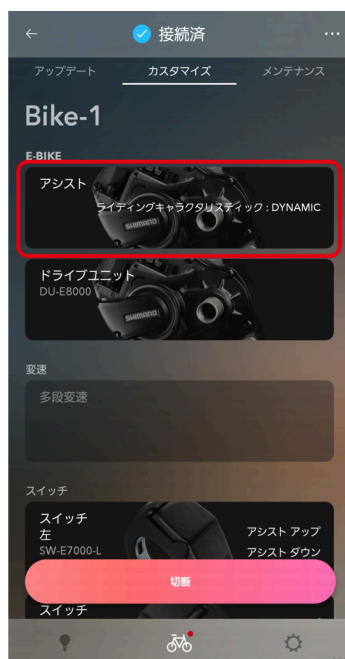 接続済
アップデート
カスタマイズ
メンテナンス
Bike-1
E-BIKE
アシスト
ライディングキャラクタリスティック : DYNAMIC
SHIMANO
ドライブユニット
DU-E8000
SHIMANO
変速
多段変速
スイッチ
スイッチ
左
アシスト アップ
SW-E7000-L
アシスト ダウン
切断
スイッチ